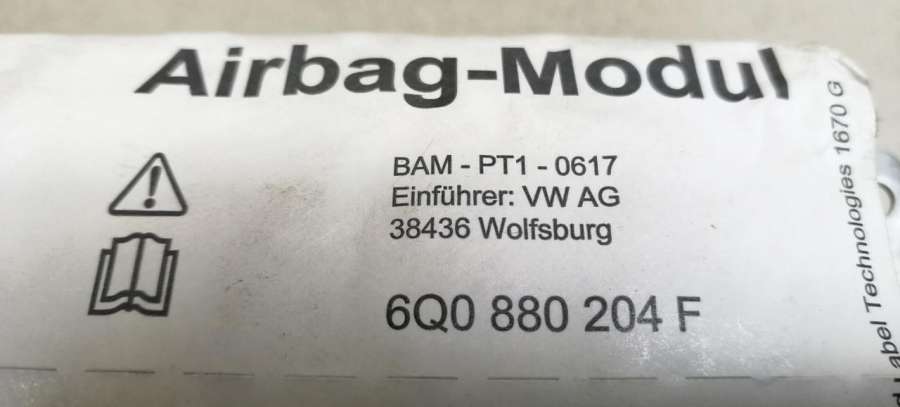 Airbag-Modul
BAM - PT1 - 0617
Einführer: VW AG
38436 Wolfsburg
6Q0 880 204 F
Label Technologies 1670 G